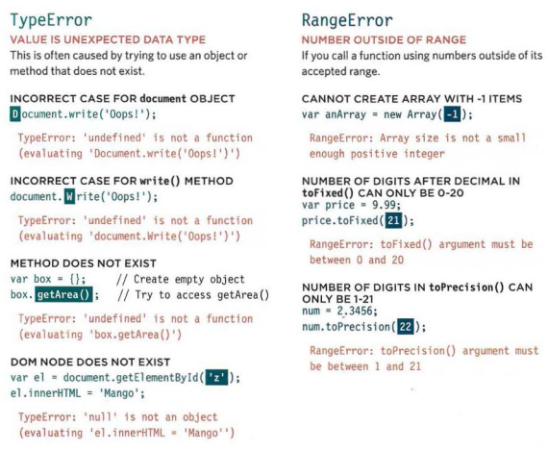 TypeError
VALUE IS UNEXPECTED DATA TYPE
This is often caused by trying to use an object or
method that does not exist.
INCORRECT CASE FOR document OBJECT
Document.write('Oops!');
TypeError: 'undefined' is not a function
(evaluating 'Document.write('Oops!')')
INCORRECT CASE FOR write() METHOD
document.Write('Oops!');
TypeError: 'undefined' is not a function
(evaluating 'document.Write('Oops!')')
METHOD DOES NOT EXIST
var box = {}; // Create empty object
box.getArea(); // Try to access getArea()
TypeError: 'undefined' is not a function
(evaluating 'box.getArea()')
DOM NODE DOES NOT EXIST
var el = document.getElementById('z');
el.innerHTML = 'Mango';
TypeError: 'null' is not an object
(evaluating 'el.innerHTML = 'Mango'')
RangeError
NUMBER OUTSIDE OF RANGE
If you call a function using numbers outside of its
accepted range.
CANNOT CREATE ARRAY WITH -1 ITEMS
var anArray = new Array(-1);
RangeError: Array size is not a small
enough positive integer
NUMBER OF DIGITS AFTER DECIMAL IN
toFixed() CAN ONLY BE 0-20
var price = 9.99;
price.toFixed(21);
RangeError: toFixed() argument must be
between 0 and 20
NUMBER OF DIGITS IN toPrecision() CAN
ONLY BE 1-21
num = 2.3456;
num.toPrecision(22);
RangeError: toPrecision() argument must
be between 1 and 21